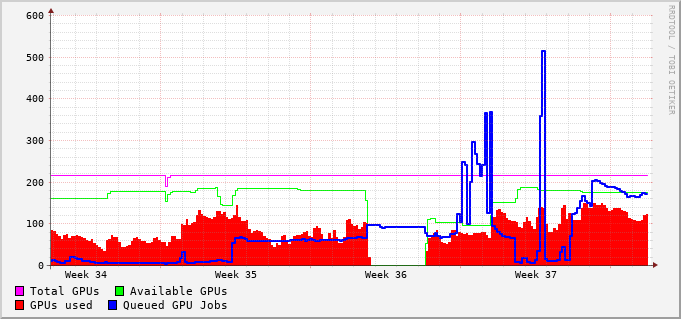 600
500
400
300
200
100
0
Week 34 Week 35 Week 36 Week 37
Total GPUs Available GPUs
GPUs used Queued GPU Jobs
RRDTOOL / TOBI OETIKER